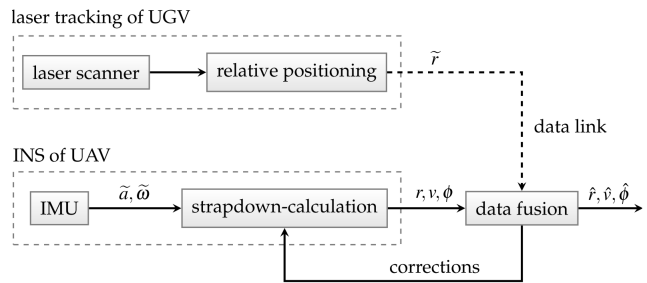 laser tracking of UGV
laser scanner
relative positioning
r̃
data link
INS of UAV
IMU
ã, ω̃
strapdown-calculation
r, v, ϕ
data fusion
r̂, v̂, ϕ̂
corrections